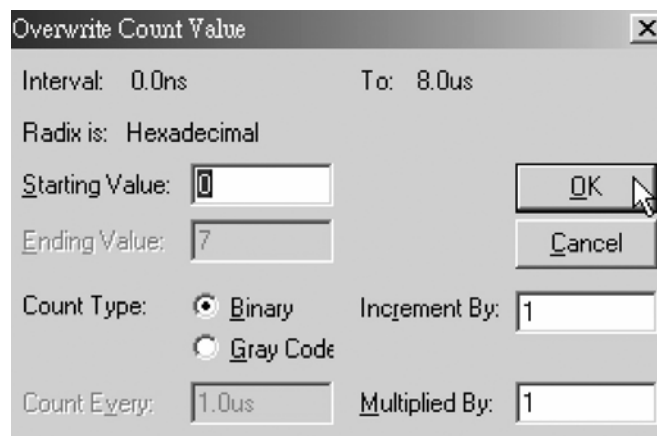 Overwrite Count Value
Interval: 0.0ns To: 8.0us
Radix is: Hexadecimal
Starting Value: 0 OK
Ending Value: 7 Cancel
Count Type: Binary Increment By: 1
Gray Code
Count Every: 1.0us Multiplied By: 1